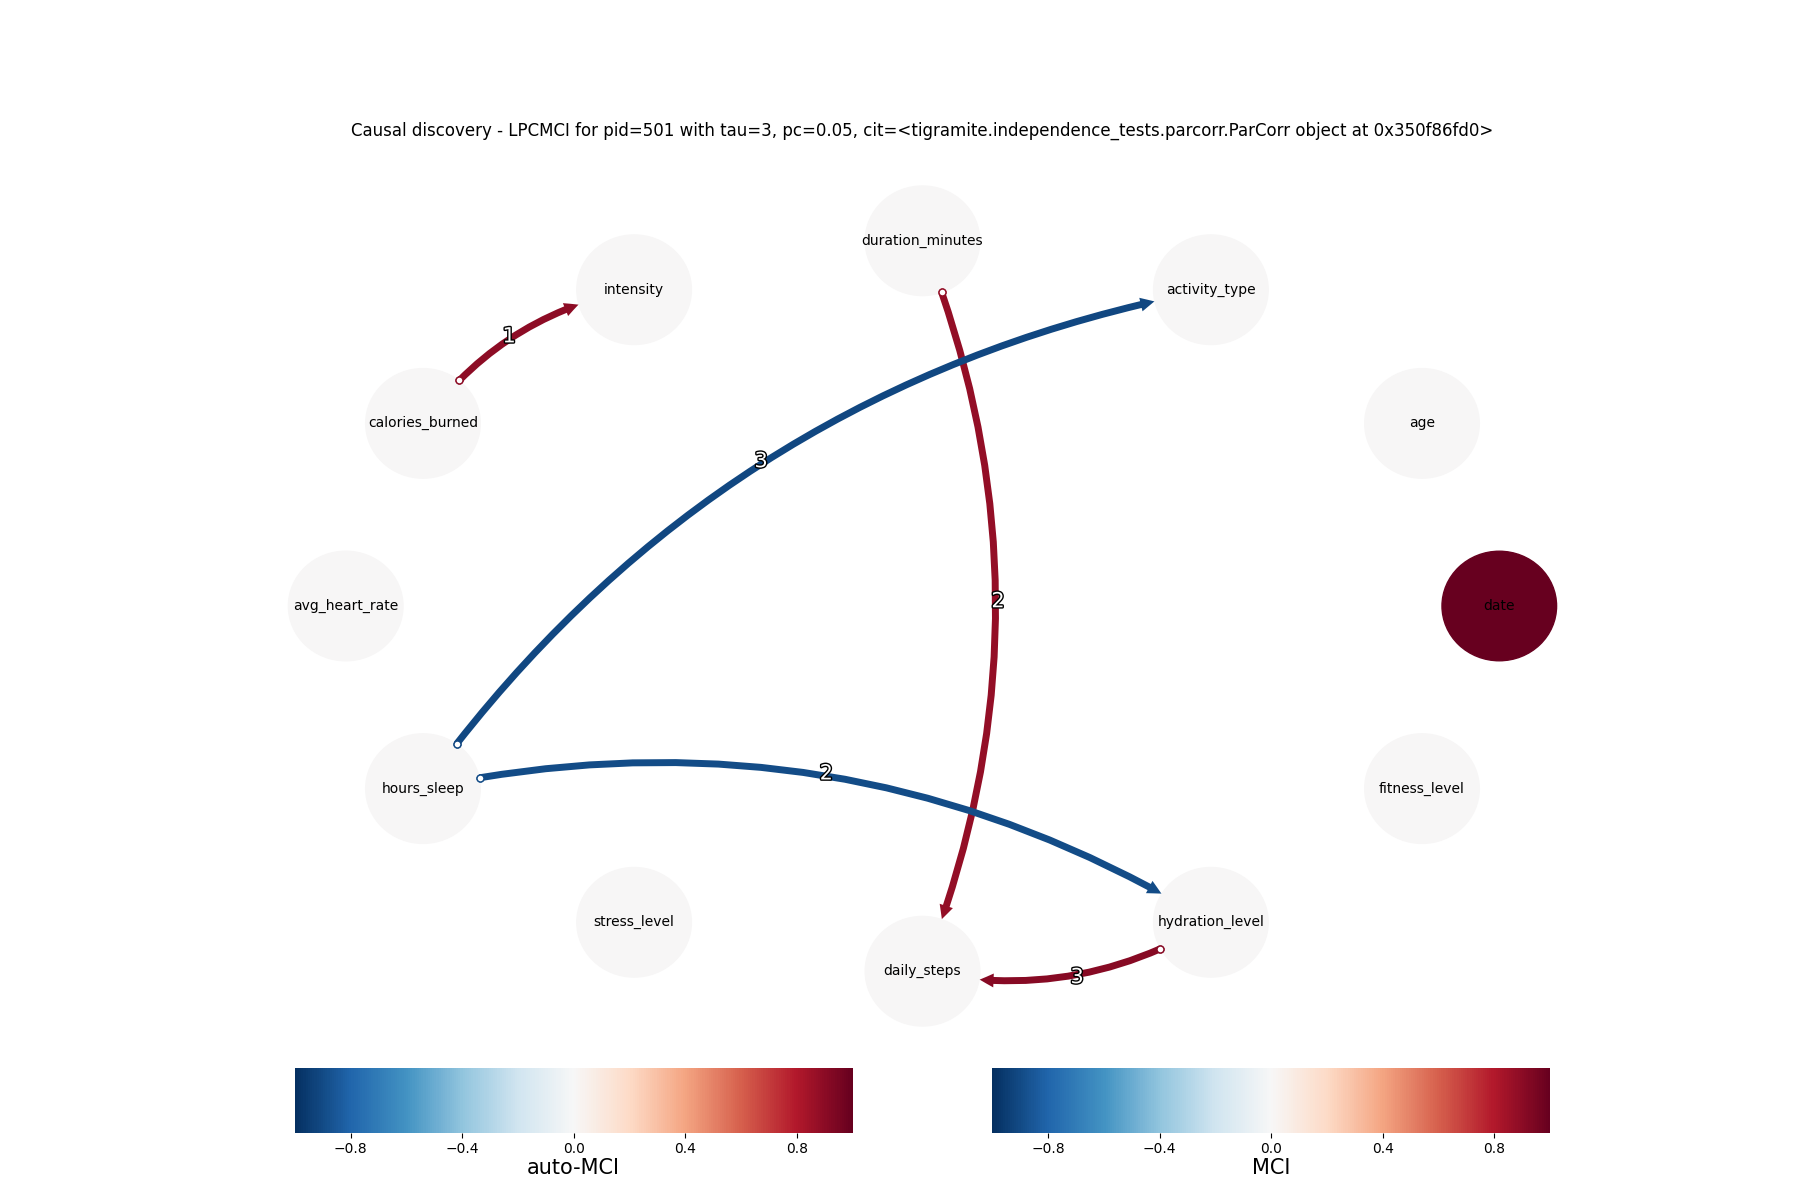 Causal discovery - LPCMCI for pid=501 with tau=3, pc=0.05, cit=<tigramite.independence_tests.parcorr.ParCorr object at 0x350f86fd0>
duration_minutes
intensity
activity_type
1
calories_burned
age
3
avg_heart_rate
2
date
2
hours_sleep
fitness_level
stress_level
hydration_level
daily_steps
3
−0.8 −0.4 0.0 0.4 0.8
auto-MCI
−0.8 −0.4 0.0 0.4 0.8
MCI